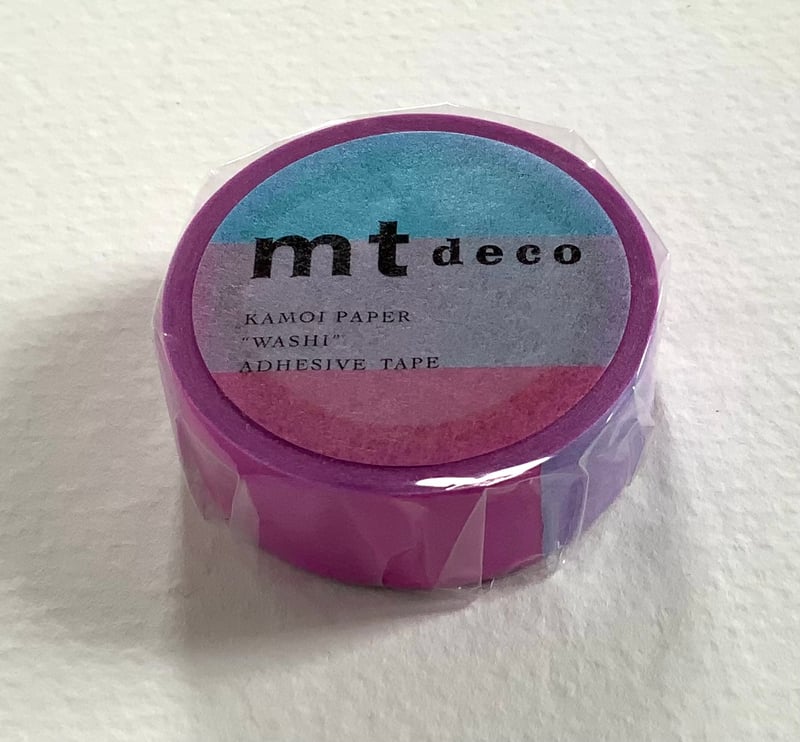 mt deco
KAMOI PAPER
“WASHI”
ADHESIVE TAPE